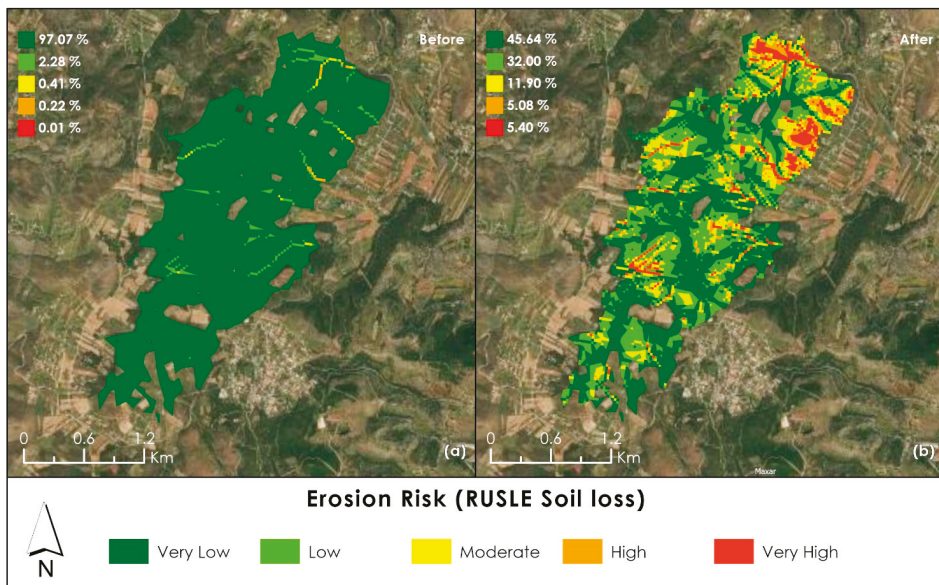 Before
97.07 %
2.28 %
0.41 %
0.22 %
0.01 %
0 0.6 1.2
Km
(a)
After
45.64 %
32.00 %
11.90 %
5.08 %
5.40 %
0 0.6 1.2
Km
Maxar
(b)
Erosion Risk (RUSLE Soil loss)
N
Very Low
Low
Moderate
High
Very High